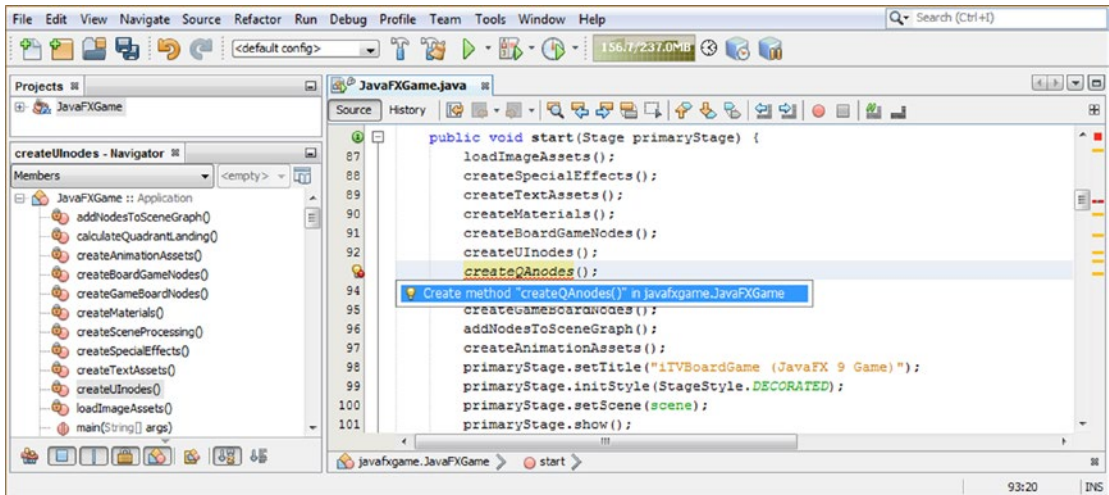 File Edit View Navigate Source Refactor Run Debug Profile Team Tools Window Help
Search (Ctrl+I)
<default config>
156.7/237.0MB
Projects
JavaFXGame
createUInodes - Navigator
Members
<empty>
JavaFXGame :: Application
addNodesToSceneGraph()
calculateQuadrantLanding()
createAnimationAssets()
createBoardGameNodes()
createGameBoardNodes()
createMaterials()
createSceneProcessing()
createSpecialEffects()
createTextAssets()
createUInodes()
loadImageAssets()
main(String[] args)
JavaFXGame.java
Source History
public void start(Stage primaryStage) {
87 loadImageAssets();
88 createSpecialEffects();
89 createTextAssets();
90 createMaterials();
91 createBoardGameNodes();
92 createUInodes();
createQAnodes();
94 Create method "createQAnodes()" in javafxgame.JavaFXGame
95 createGameBoardNodes();
96 addNodesToSceneGraph();
97 createAnimationAssets();
98 primaryStage.setTitle("iTVBoardGame (JavaFX 9 Game)");
99 primaryStage.initStyle(StageStyle.DECORATED);
100 primaryStage.setScene(scene);
101 primaryStage.show();
javafxgame.JavaFXGame start
93:20 INS